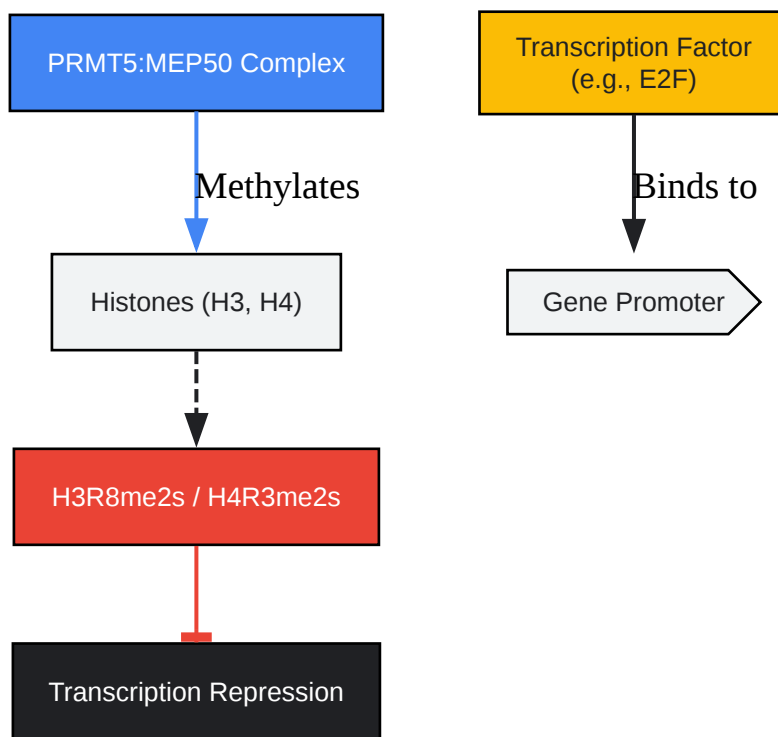 PRMT5:MEP50 Complex
Methylates
Histones (H3, H4)
H3R8me2s / H4R3me2s
Transcription Repression
Transcription Factor
(e.g., E2F)
Binds to
Gene Promoter